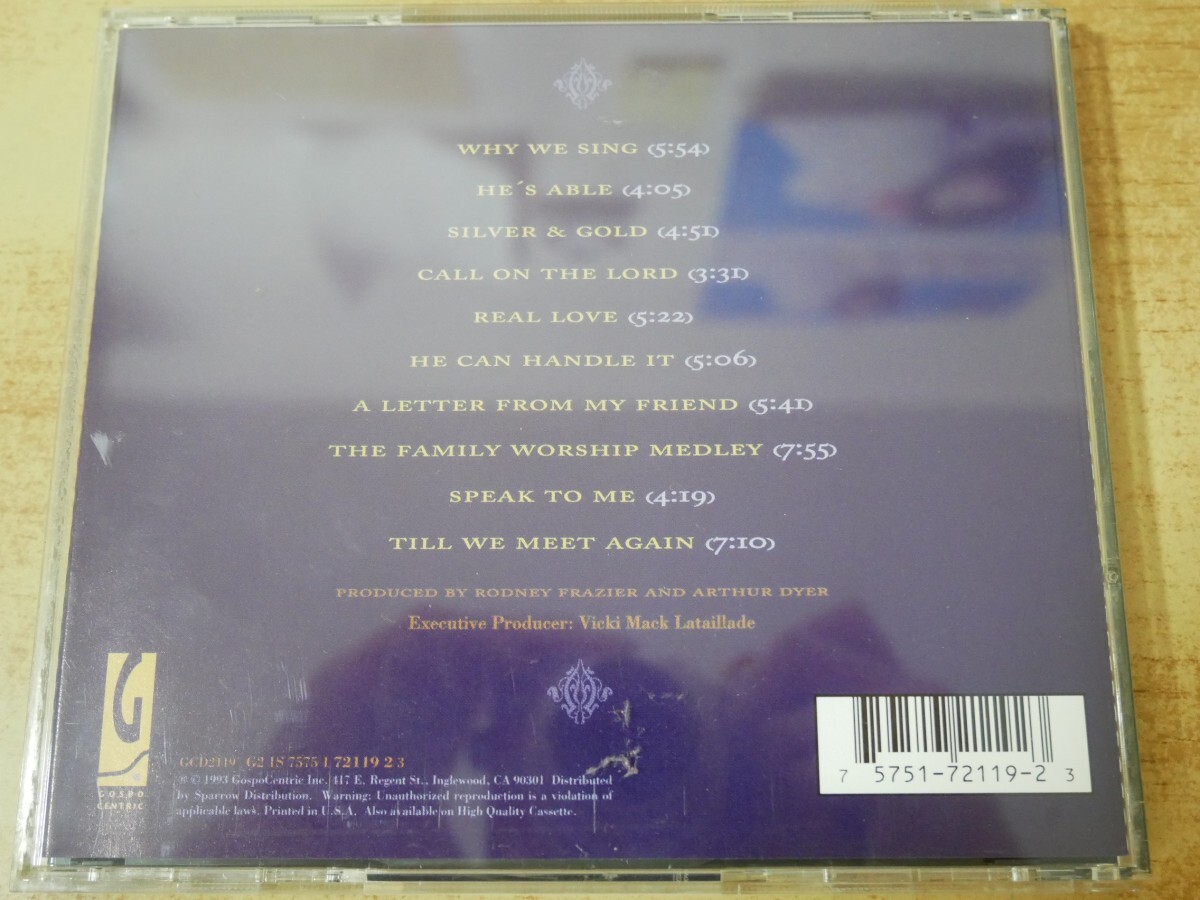 WHY WE SING (5:54)
HE´S ABLE (4:05)
SILVER & GOLD (4:51)
CALL ON THE LORD (3:31)
REAL LOVE (5:22)
HE CAN HANDLE IT (5:06)
A LETTER FROM MY FRIEND (5:41)
THE FAMILY WORSHIP MEDLEY (7:55)
SPEAK TO ME (4:19)
TILL WE MEET AGAIN (7:10)
PRODUCED BY RODNEY FRAZIER AND ARTHUR DYER
Executive Producer: Vicki Mack Lataillade
G
GOSPO
CENTRIC
GCD2119 G2 IS 7575 1 72119 2 3
℗ © 1993 GospoCentric Inc. 417 E. Regent St., Inglewood, CA 90301 Distributed
by Sparrow Distribution. Warning: Unauthorized reproduction is a violation of
applicable laws. Printed in U.S.A. Also available on High Quality Cassette.
7 5751-72119-2 3